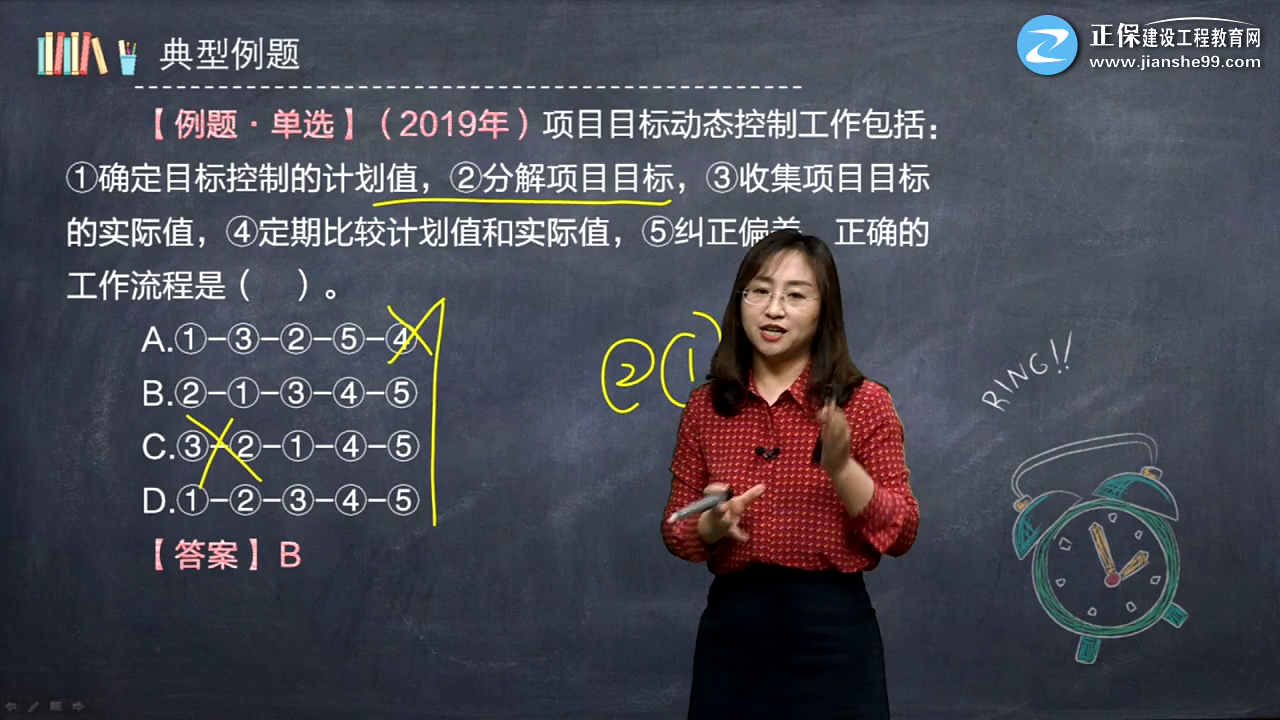 正保建设工程教育网
www.jianshe99.com
典型例题
【例题·单选】（2019年）项目目标动态控制工作包括：
①确定目标控制的计划值，②分解项目目标，③收集项目目标
的实际值，④定期比较计划值和实际值，⑤纠正偏差 正确的
工作流程是（ ）。
A.①-③-②-⑤-④
B.②-①-③-④-⑤
② ①
RING!!
C.③-②-①-④-⑤
D.①-②-③-④-⑤
【答案】B